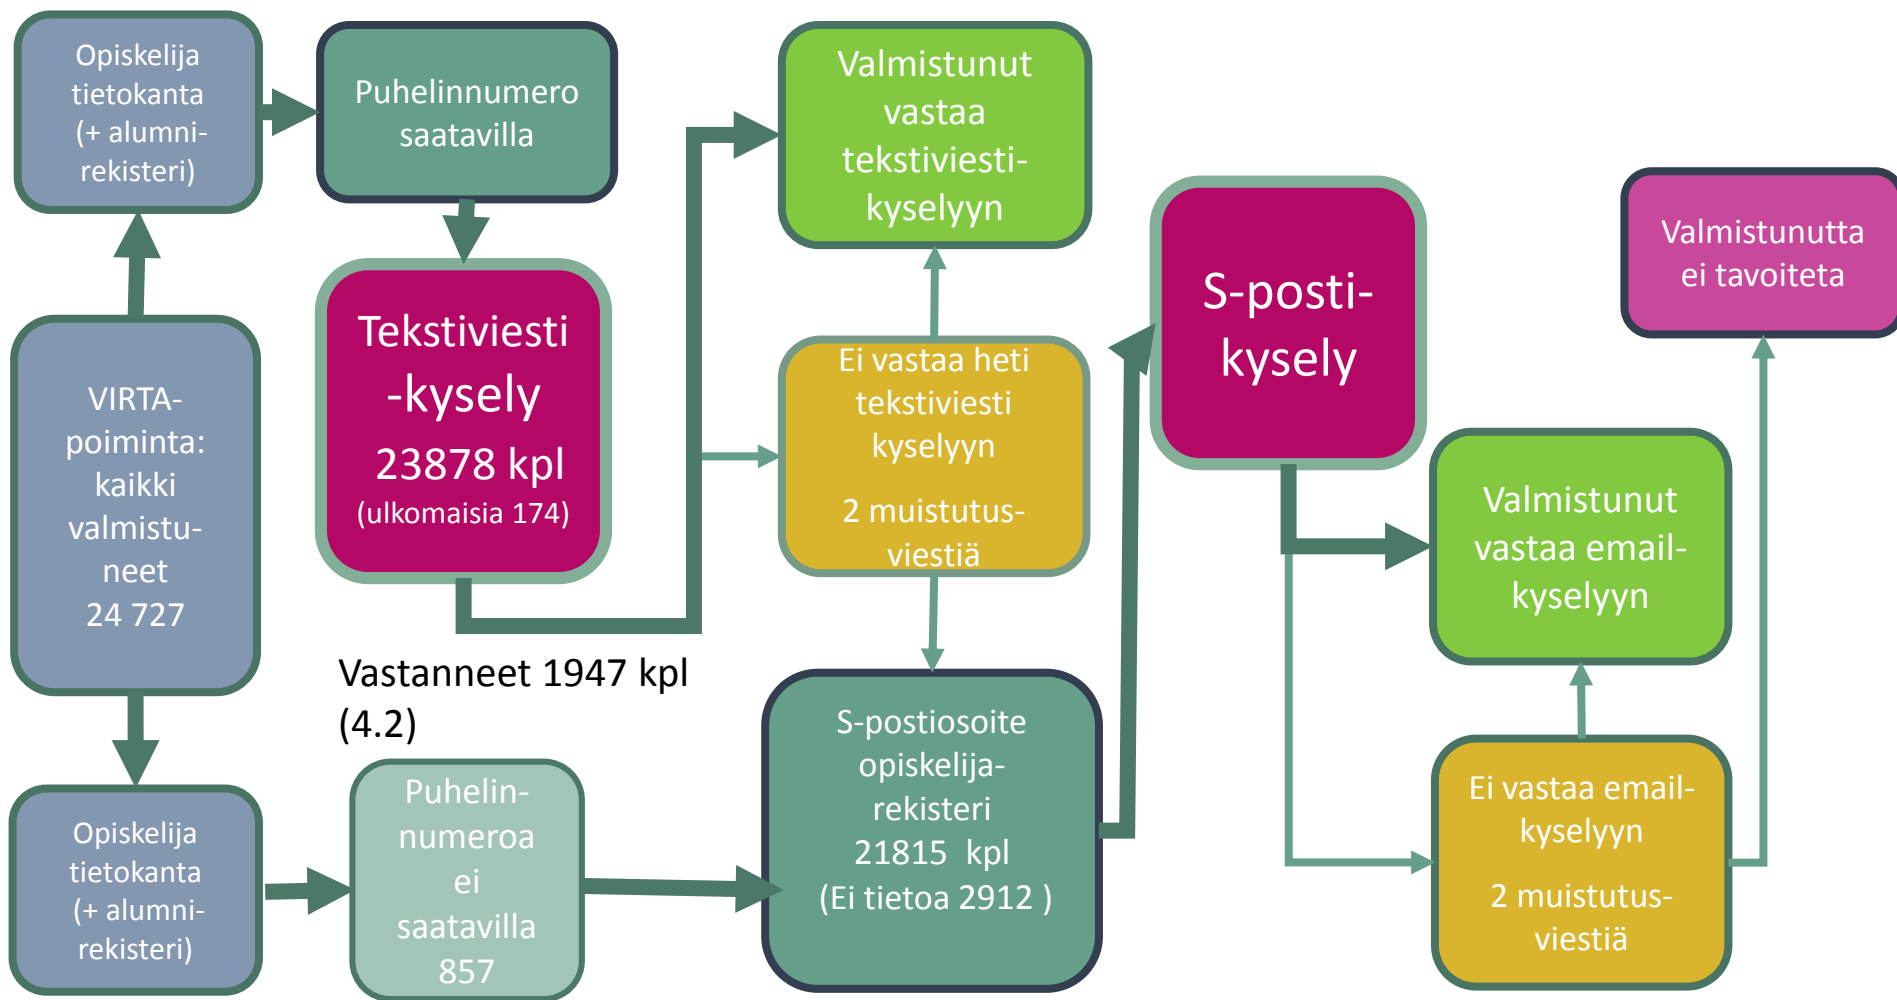 Opiskelija
tietokanta
(+ alumni-
rekisteri)
Puhelinnumero
saatavilla
Valmistunut
vastaa
tekstiviesti-
kyselyyn
Valmistunutta
ei tavoiteta
S-posti-
kysely
Tekstiviesti
-kysely
23878 kpl
(ulkomaisia 174)
Ei vastaa heti
tekstiviesti
kyselyyn
2 muistutus-
viestiä
VIRTA-
poiminta:
kaikki
valmistu-
neet
24 727
Valmistunut
vastaa email-
kyselyyn
Vastanneet 1947 kpl
(4.2)
S-postiosoite
opiskelija-
rekisteri
21815 kpl
(Ei tietoa 2912 )
Opiskelija
tietokanta
(+ alumni-
rekisteri)
Puhelin-
numeroa
ei
saatavilla
857
Ei vastaa email-
kyselyyn
2 muistutus-
viestiä